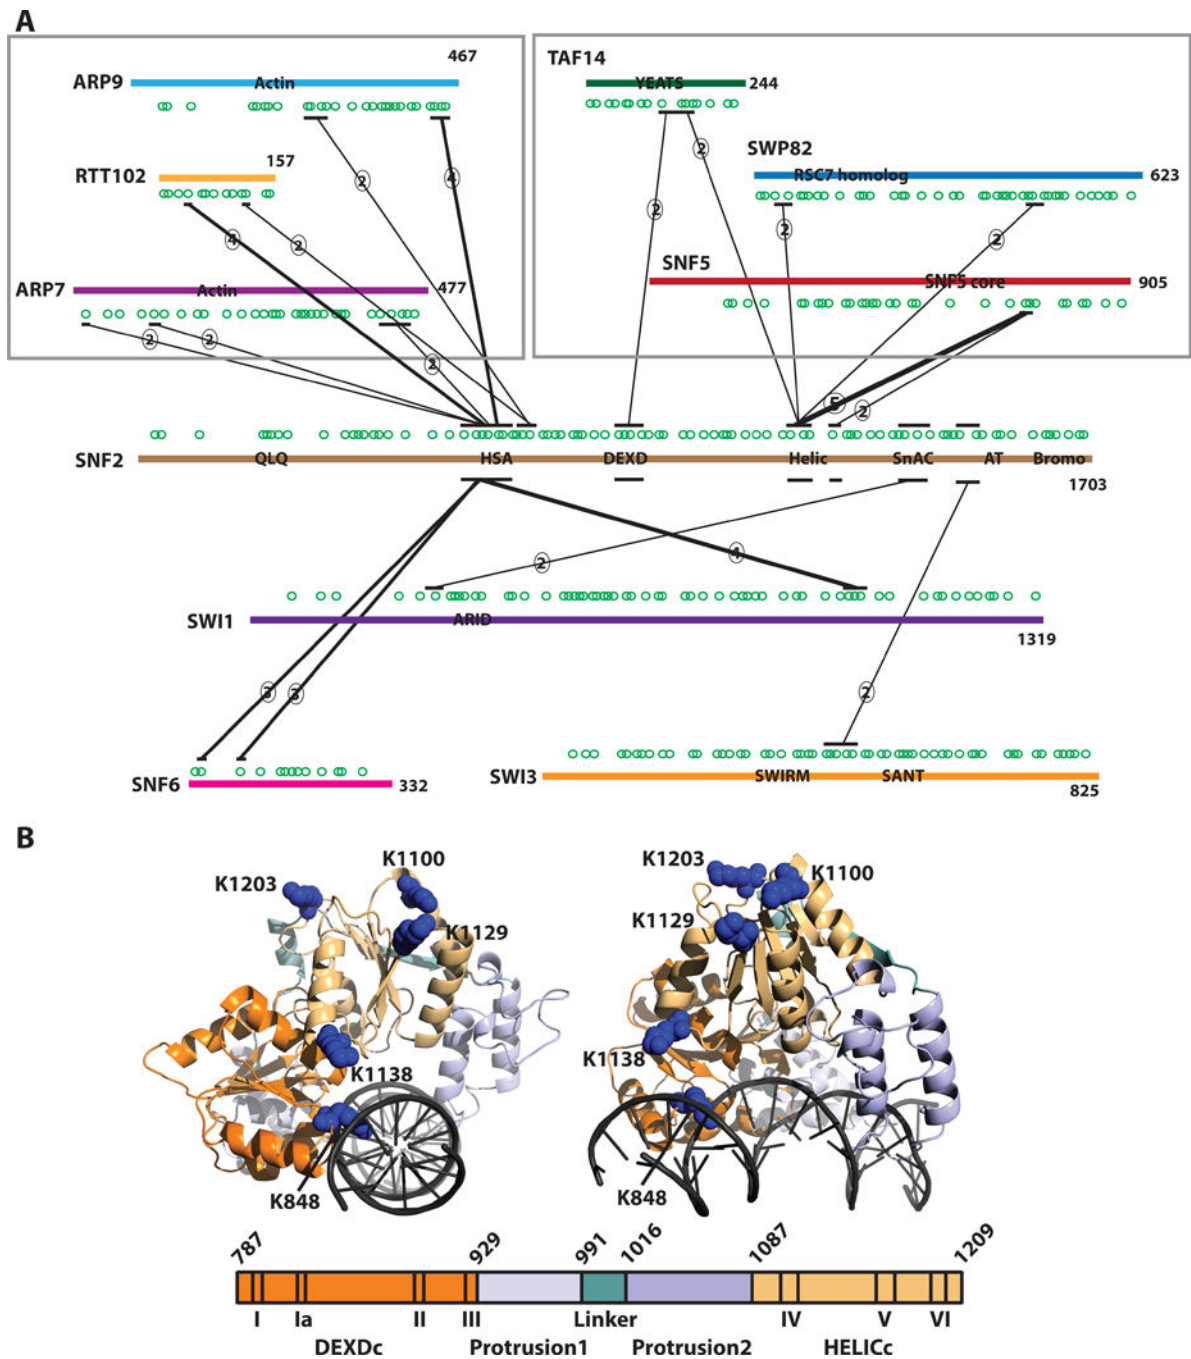 A
ARP9
467
Actin
TAF14
YEATS
244
RTT102
157
2
4
2
SWP82
RSC7 homolog
623
4
2
2
2
2
ARP7
Actin
477
SNF5
SNF5 core
905
2
2
2
5
2
SNF2
QLQ
HSA
DEXD
Helic
SnAC
AT
Bromo
1703
2
4
SWI1
ARID
1319
3
3
2
SNF6
332
SWI3
SWIRM
SANT
825
B
K1203
K1100
K1129
K1138
K848
K1203
K1100
K1129
K1138
K848
787
929
991
1016
1087
1209
I
Ia
II
III
Linker
IV
V
VI
DEXDc
Protrusion1
Protrusion2
HELICc